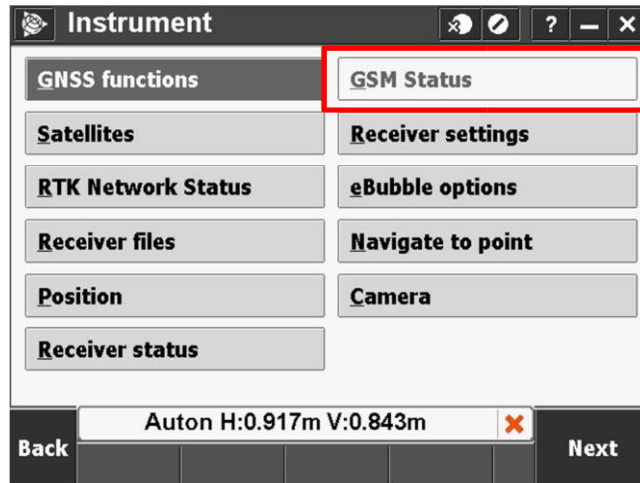 Instrument
?
GNSS functions
GSM Status
Satellites
Receiver settings
RTK Network Status
eBubble options
Receiver files
Navigate to point
Position
Camera
Receiver status
Auton H:0.917m V:0.843m
Back
Next